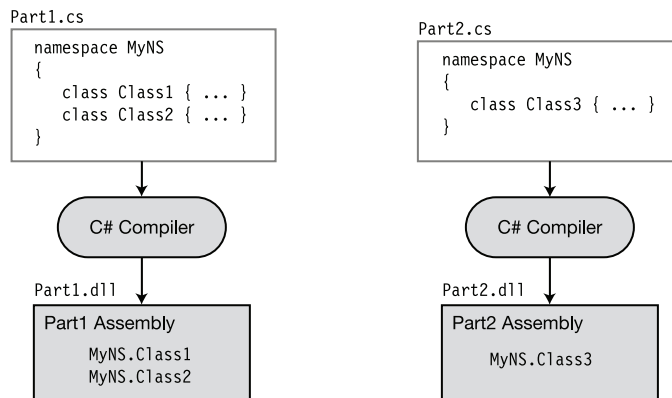 Part1.cs
namespace MyNS
{
class Class1 { ... }
class Class2 { ... }
}
C# Compiler
Part1.dll
Part1 Assembly
MyNS.Class1
MyNS.Class2
Part2.cs
namespace MyNS
{
class Class3 { ... }
}
C# Compiler
Part2.dll
Part2 Assembly
MyNS.Class3